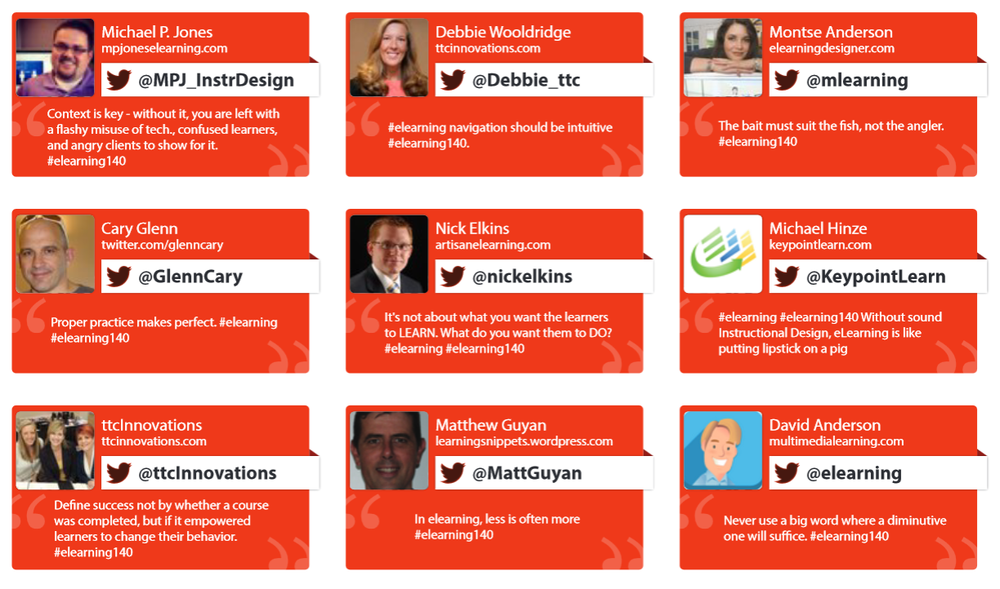 Michael P. Jones
mpjoneselearning.com
@MPJ_InstrDesign
Context is key - without it, you are left with
a flashy misuse of tech., confused learners,
and angry clients to show for it.
#elearning140
Debbie Wooldridge
ttcinnovations.com
@Debbie_ttc
#elearning navigation should be intuitive
#elearning140.
Montse Anderson
elearningdesigner.com
@mlearning
The bait must suit the fish, not the angler.
#elearning140
Cary Glenn
twitter.com/glenncary
@GlennCary
Proper practice makes perfect. #elearning
#elearning140
Nick Elkins
artisanelearning.com
@nickelkins
It's not about what you want the learners
to LEARN. What do you want them to DO?
#elearning #elearning140
Michael Hinze
keypointlearn.com
@KeypointLearn
#elearning #elearning140 Without sound
Instructional Design, eLearning is like
putting lipstick on a pig
ttcInnovations
ttcinnovations.com
@ttcInnovations
Define success not by whether a course
was completed, but if it empowered
learners to change their behavior.
#elearning140
Matthew Guyan
learningsnippets.wordpress.com
@MattGuyan
In elearning, less is often more
#elearning140
David Anderson
multimedialearning.com
@elearning
Never use a big word where a diminutive
one will suffice. #elearning140